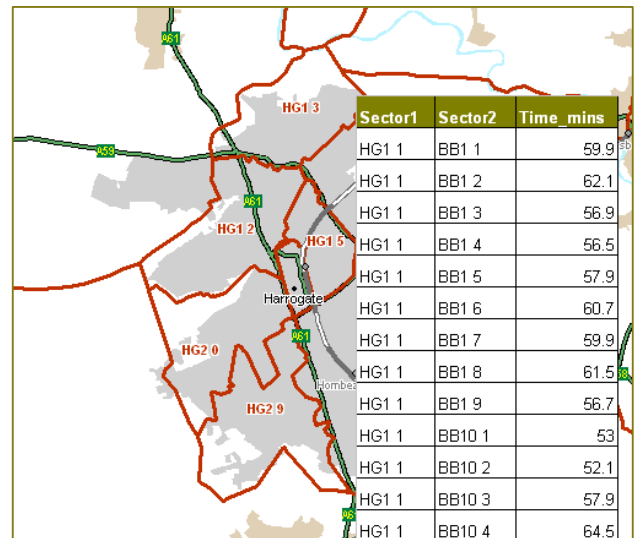 A61
HG1 3
A59
A61
HG1 2
HG1 5
Harrogate
A61
HG2 0
HG2 9
Sector1 Sector2 Time_mins
HG1 1 BB1 1 59.9
HG1 1 BB1 2 62.1
HG1 1 BB1 3 56.9
HG1 1 BB1 4 56.5
HG1 1 BB1 5 57.9
HG1 1 BB1 6 60.7
HG1 1 BB1 7 59.9
HG1 1 BB1 8 61.5
HG1 1 BB1 9 56.7
HG1 1 BB10 1 53
HG1 1 BB10 2 52.1
HG1 1 BB10 3 57.9
HG1 1 BB10 4 64.5